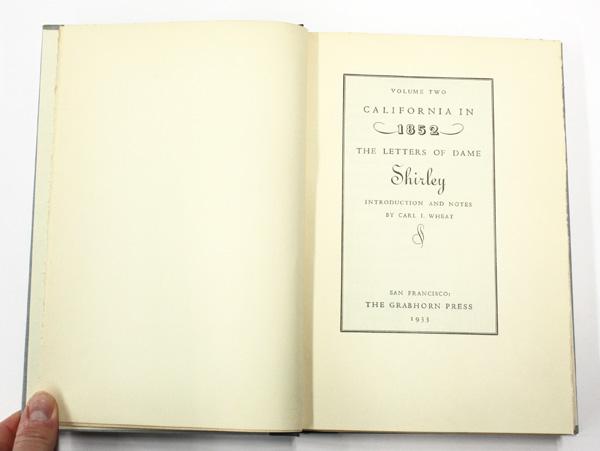 VOLUME TWO
CALIFORNIA IN
1852
THE LETTERS OF DAME
Shirley
INTRODUCTION AND NOTES
BY CARL I. WHEAT
SAN FRANCISCO:
THE GRABHORN PRESS
1933